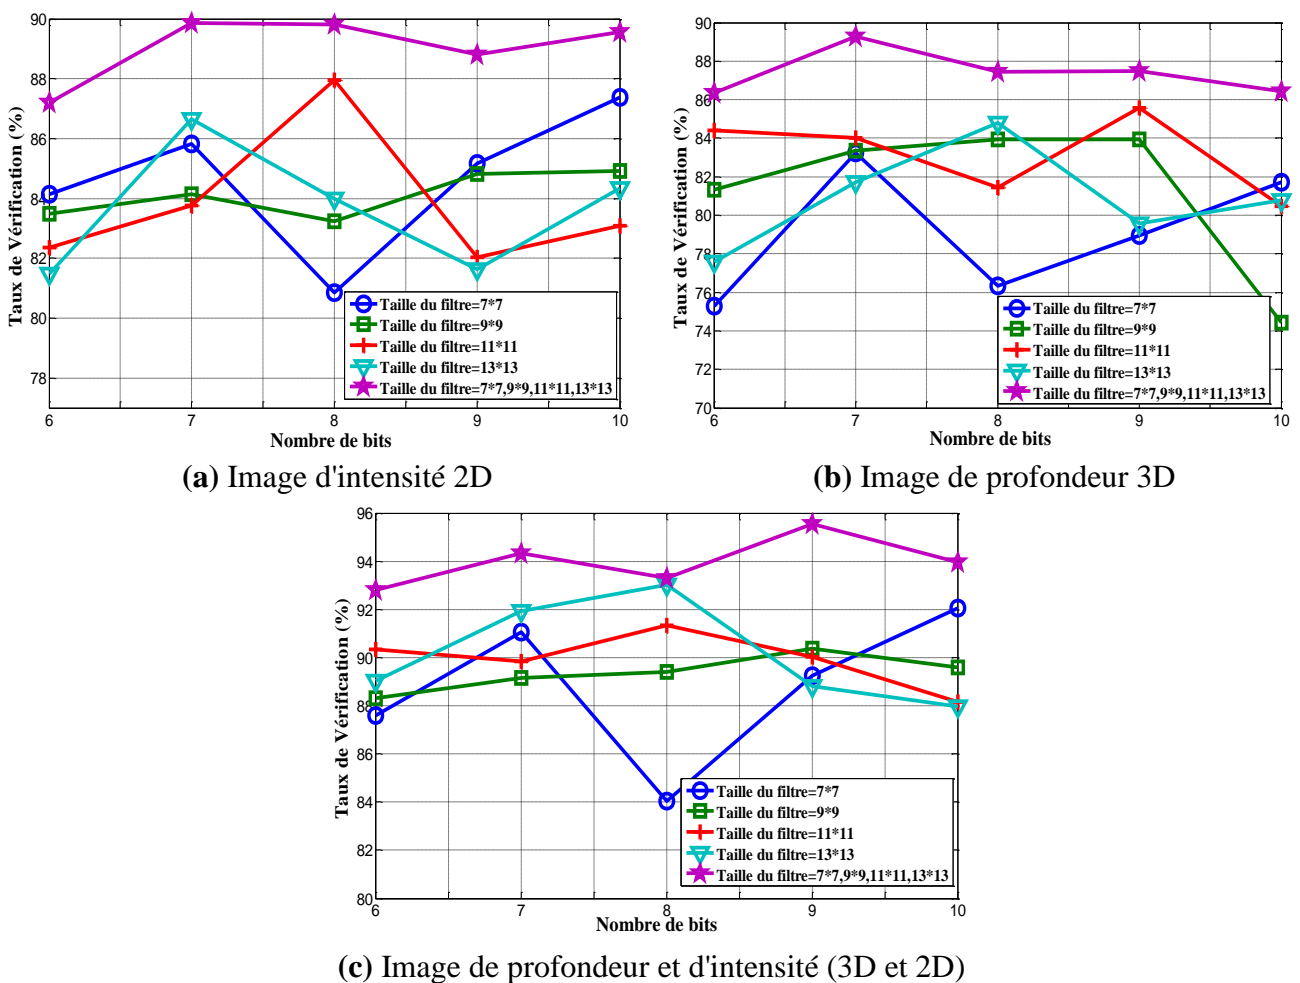 90
88
86
84
82
80
78
6
7
8
9
10
Taux de Vérification (%)
Nombre de bits
Taille du filtre=7*7
Taille du filtre=9*9
Taille du filtre=11*11
Taille du filtre=13*13
Taille du filtre=7*7,9*9,11*11,13*13
(a) Image d'intensité 2D
90
88
86
84
82
80
78
76
74
72
70
6
7
8
9
10
Taux de Vérification (%)
Nombre de bits
Taille du filtre=7*7
Taille du filtre=9*9
Taille du filtre=11*11
Taille du filtre=13*13
Taille du filtre=7*7,9*9,11*11,13*13
(b) Image de profondeur 3D
96
94
92
90
88
86
84
82
80
6
7
8
9
10
Taux de Vérification (%)
Nombre de bits
Taille du filtre=7*7
Taille du filtre=9*9
Taille du filtre=11*11
Taille du filtre=13*13
Taille du filtre=7*7,9*9,11*11,13*13
(c) Image de profondeur et d'intensité (3D et 2D)